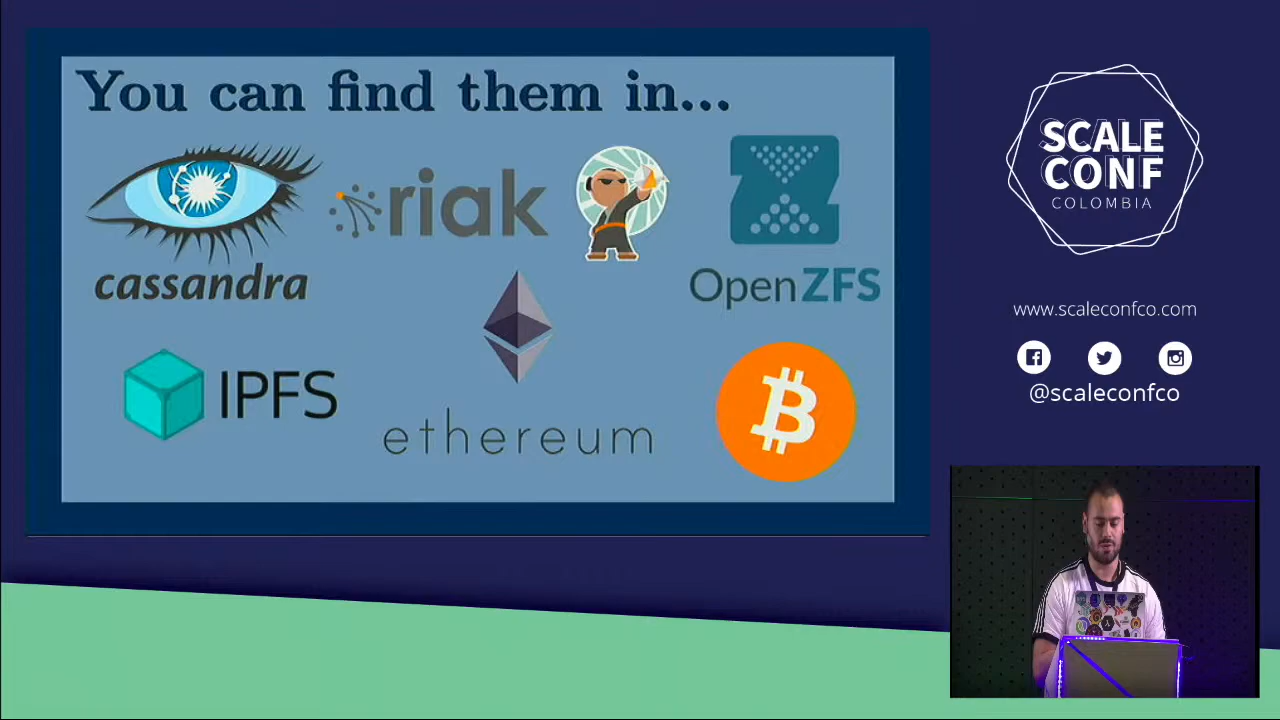 You can find them in...
cassandra
riak
OpenZFS
IPFS
ethereum
SCALE
CONF
COLOMBIA
www.scaleconfco.com
@scaleconfco